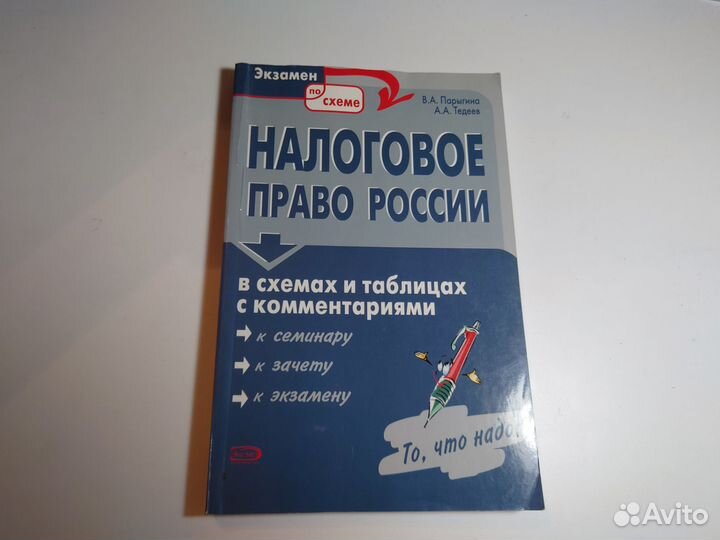 Экзамен
по
схеме
В.А. Парыгина
А.А. Тедеев
НАЛОГОВОЕ
ПРАВО РОССИИ
в схемах и таблицах
с комментариями
к семинару
к зачету
к экзамену
То, что надо!
Avito